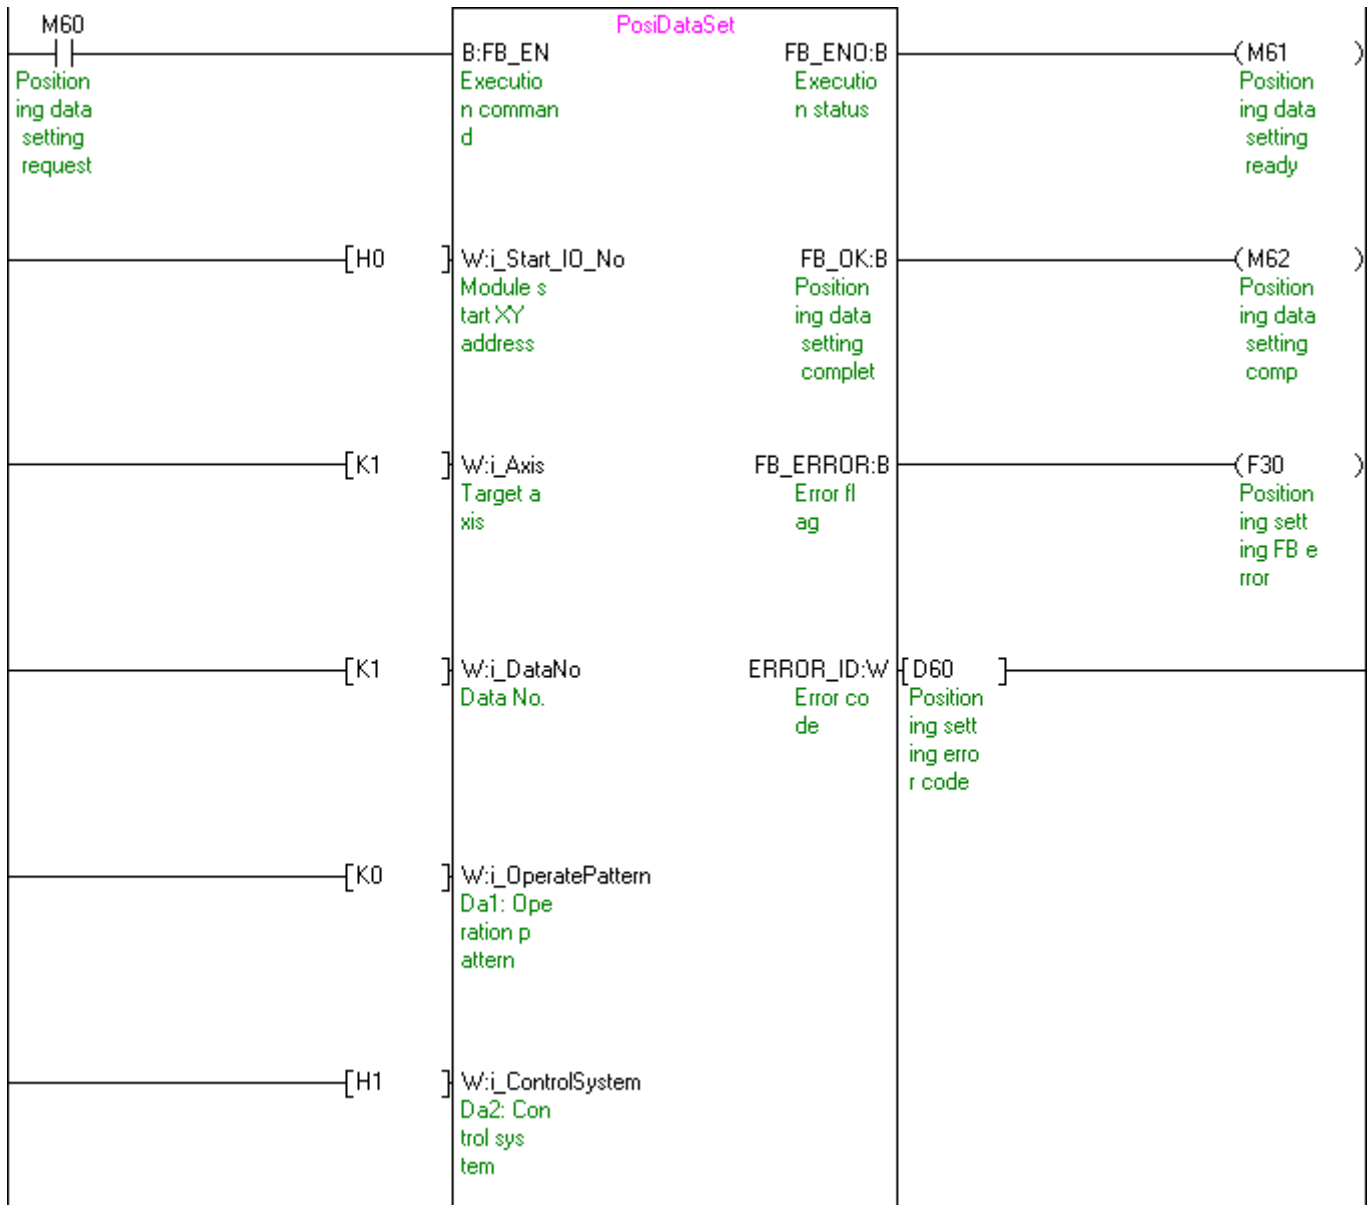 M60
PosiDataSet
B:FB_EN
FB_ENO:B
(M61 )
Position
ing data
setting
request
Executio
n comman
d
Executio
n status
Position
ing data
setting
ready
[H0 ]
W:i_Start_IO_No
FB_OK:B
(M62 )
Module s
tart XY
address
Position
ing data
setting
complet
Position
ing data
setting
comp
[K1 ]
W:i_Axis
FB_ERROR:B
(F30 )
Target a
xis
Error fl
ag
Position
ing sett
ing FB e
rror
[K1 ]
W:i_DataNo
ERROR_ID:W
[D60 ]
Data No.
Error co
de
Position
ing sett
ing erro
r code
[K0 ]
W:i_OperatePattern
Da1: Ope
ration p
attern
[H1 ]
W:i_ControlSystem
Da2: Con
trol sys
tem